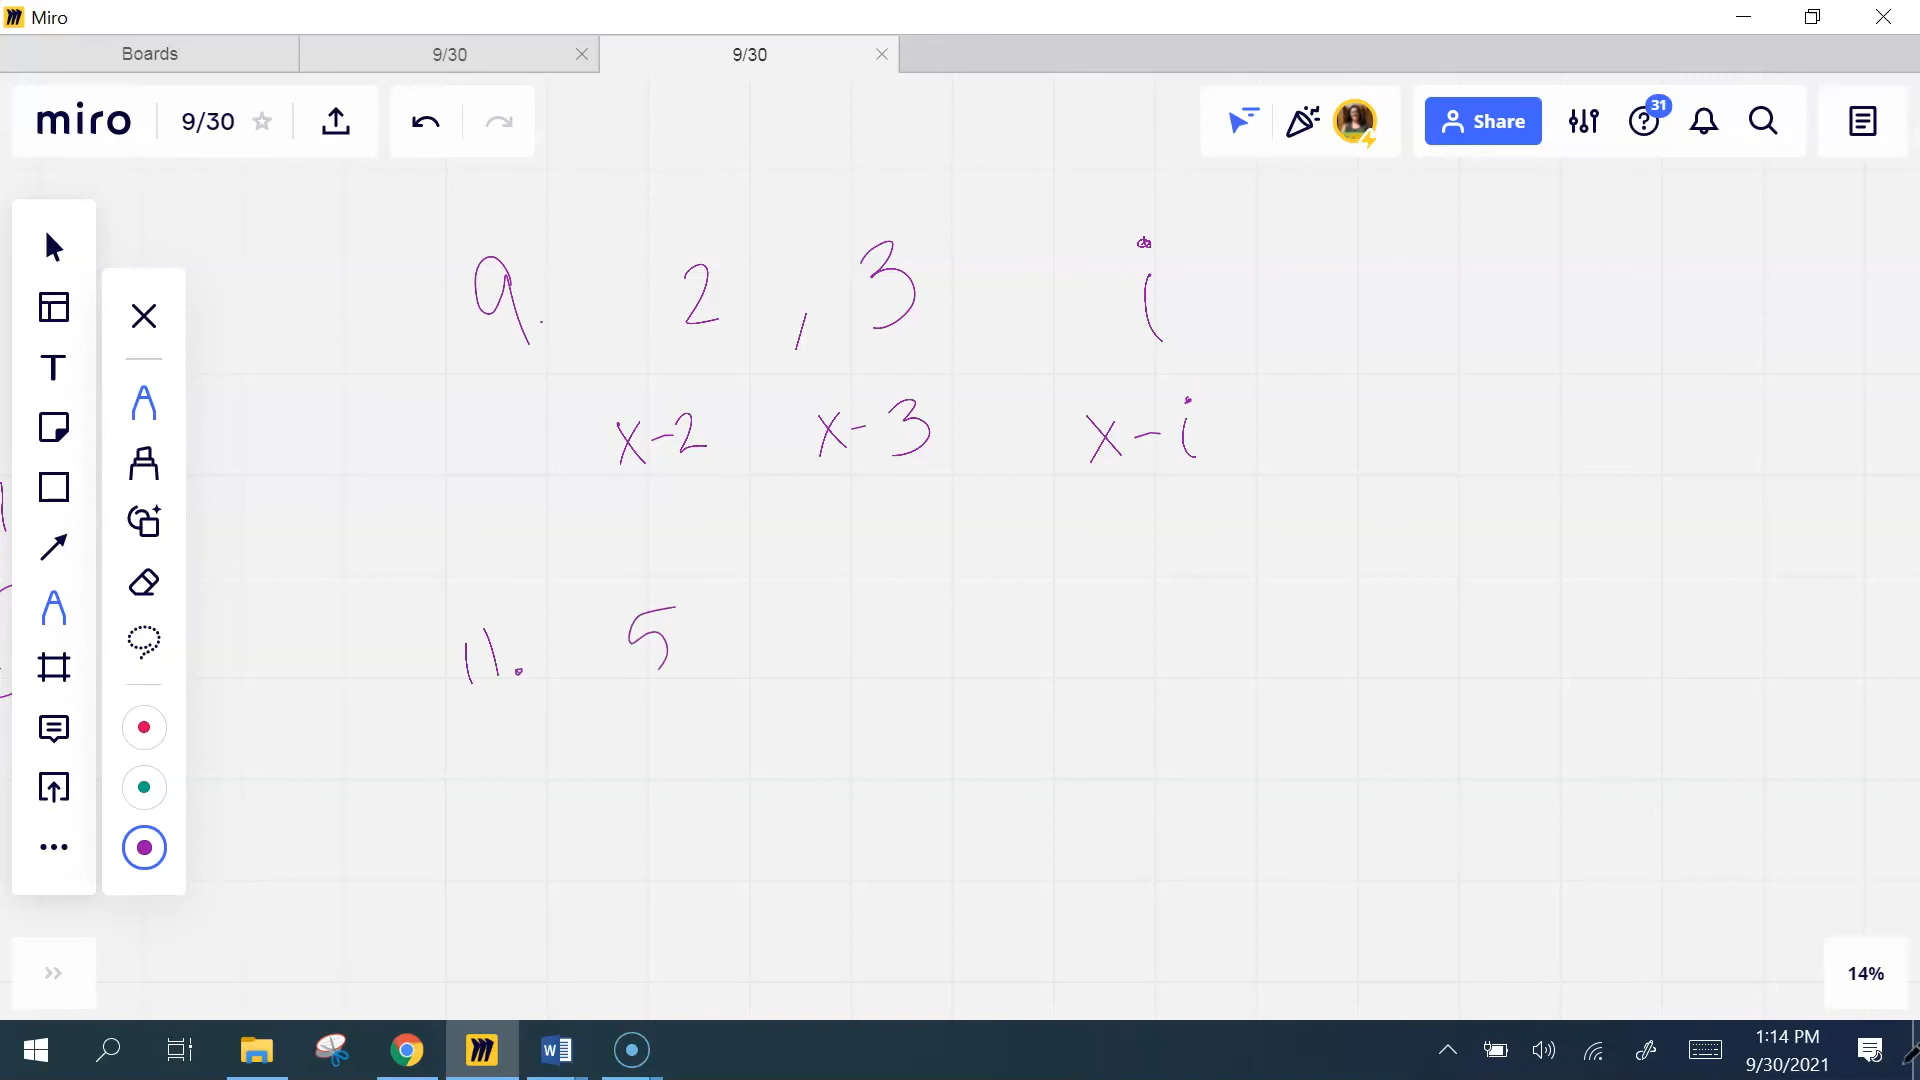 Miro
Boards 9/30 9/30
miro 9/30 Share 31
9. 2 , 3 i
x-2 x-3 x-i
11. 5
14%
1:14 PM
9/30/2021